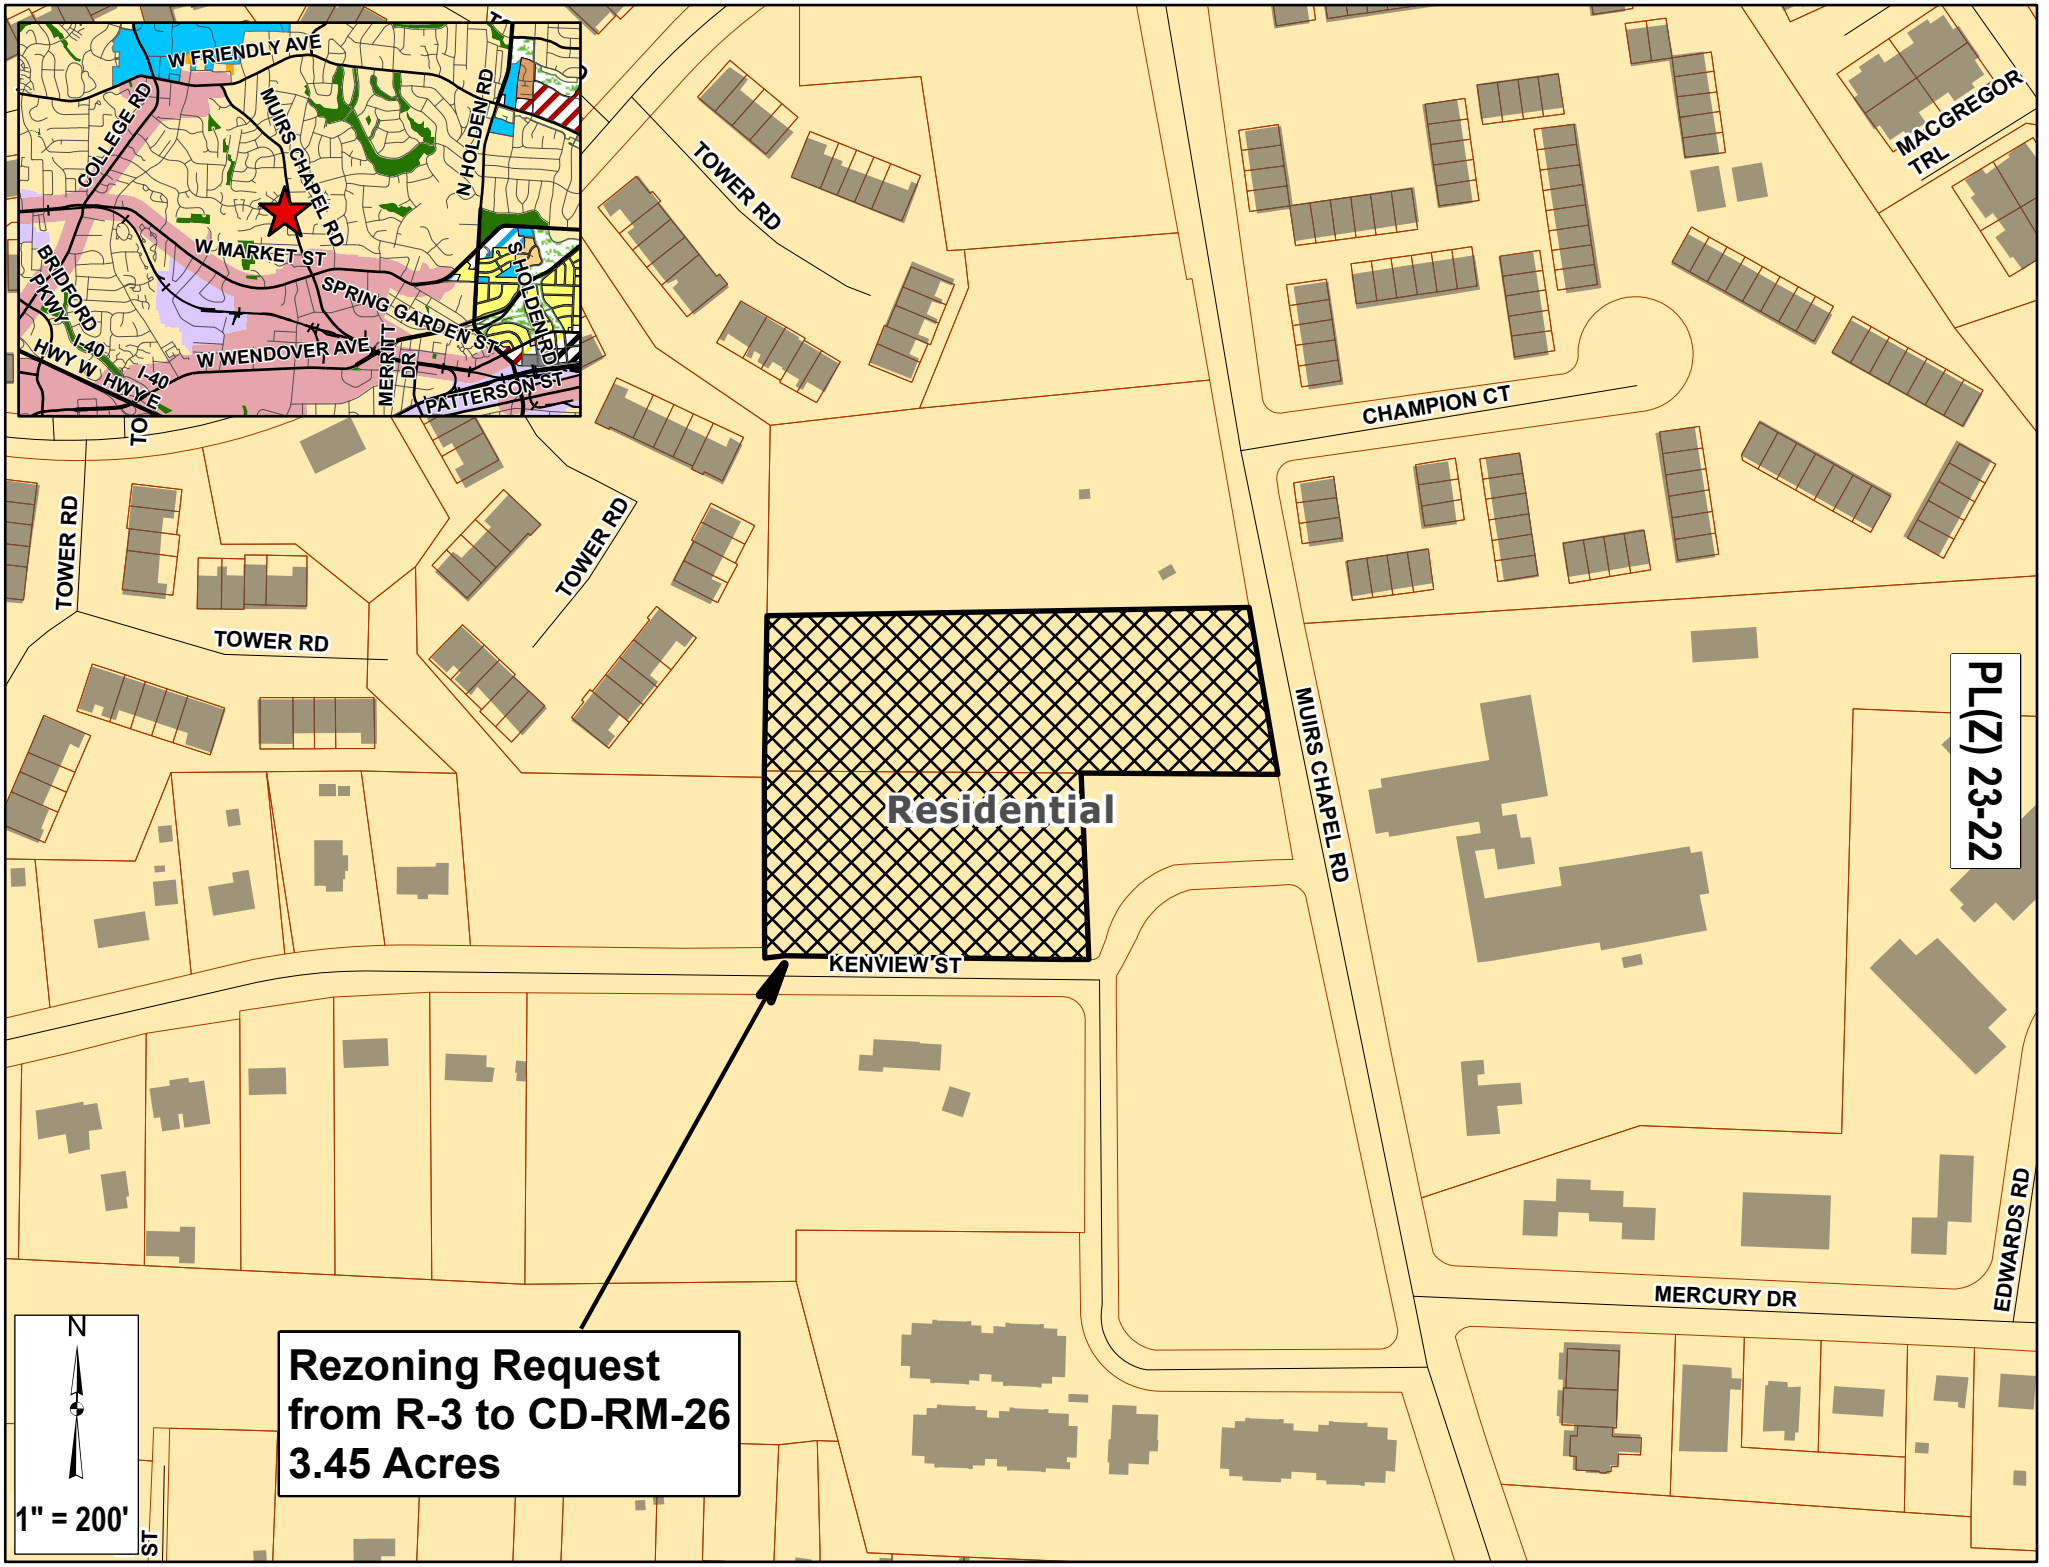 W FRIENDLY AVE
COLLEGE RD
MUIRS CHAPEL RD
N HOLDEN RD
W MARKET ST
BRIDFORD
PKWY
SPRING GARDEN ST
S HOLDEN RD
I-40
HWY W
I-40
HWY E
W WENDOVER AVE
MERRITT
DR
PATTERSON ST
TO
TOWER RD
MACGREGOR
TRL
CHAMPION CT
TOWER RD
TOWER RD
TOWER RD
MUIRS CHAPEL RD
PL(Z) 23-22
Residential
KENVIEW ST
EDWARDS RD
MERCURY DR
N
1" = 200'
ST
Rezoning Request
from R-3 to CD-RM-26
3.45 Acres